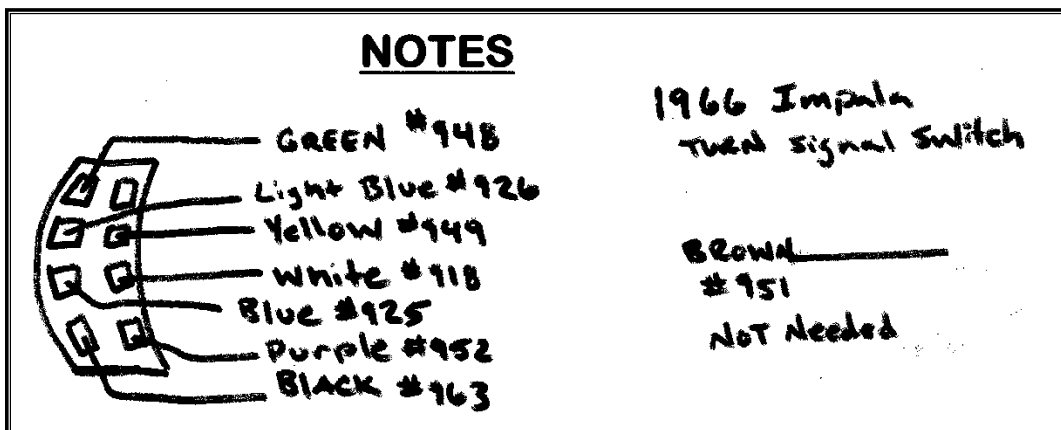 NOTES
GREEN #948
Light Blue #926
Yellow #949
White #918
Blue #925
Purple #952
BLACK #963
1966 Impala
TURN Signal Switch
BROWN
#951
NOT Needed